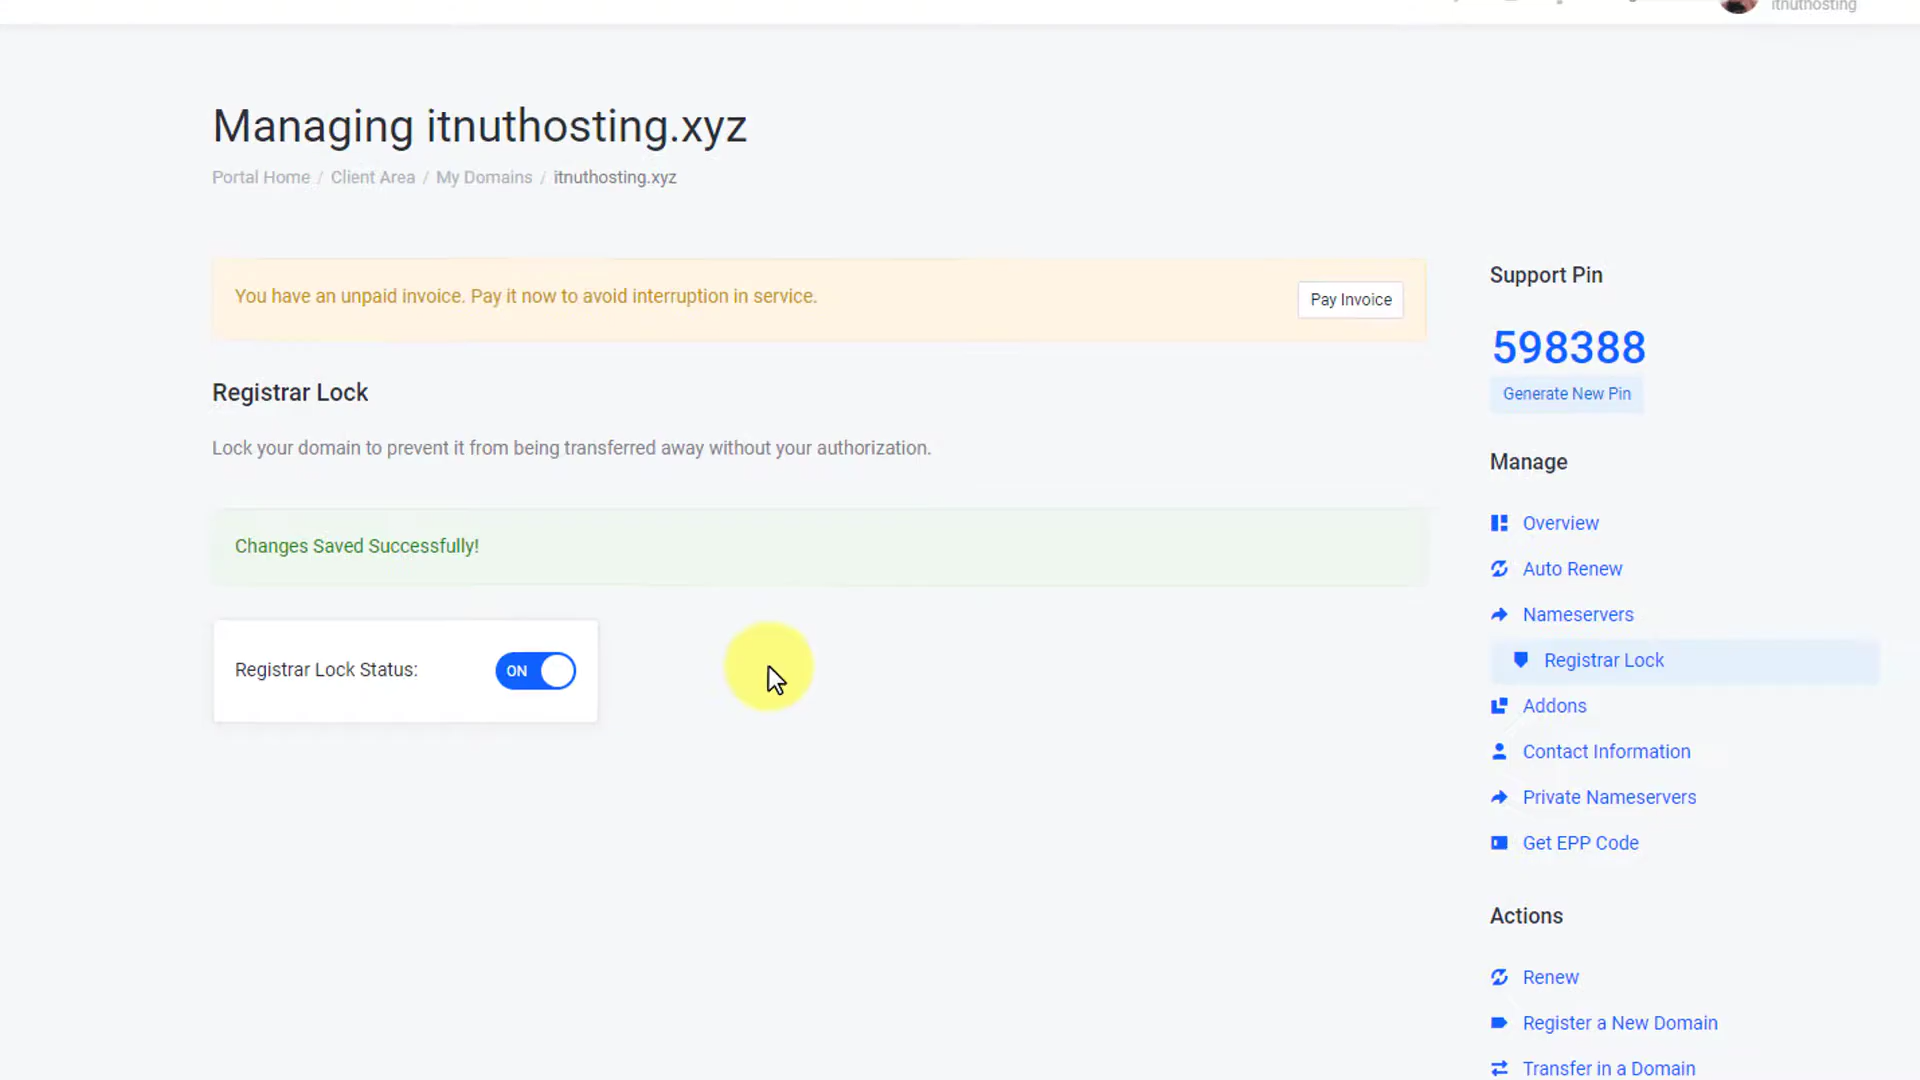 itnuthosting
Managing itnuthosting.xyz
Portal Home / Client Area / My Domains / itnuthosting.xyz
You have an unpaid invoice. Pay it now to avoid interruption in service.
Pay Invoice
Registrar Lock
Lock your domain to prevent it from being transferred away without your authorization.
Changes Saved Successfully!
Registrar Lock Status:
ON
Support Pin
598388
Generate New Pin
Manage
Overview
Auto Renew
Nameservers
Registrar Lock
Addons
Contact Information
Private Nameservers
Get EPP Code
Actions
Renew
Register a New Domain
Transfer in a Domain